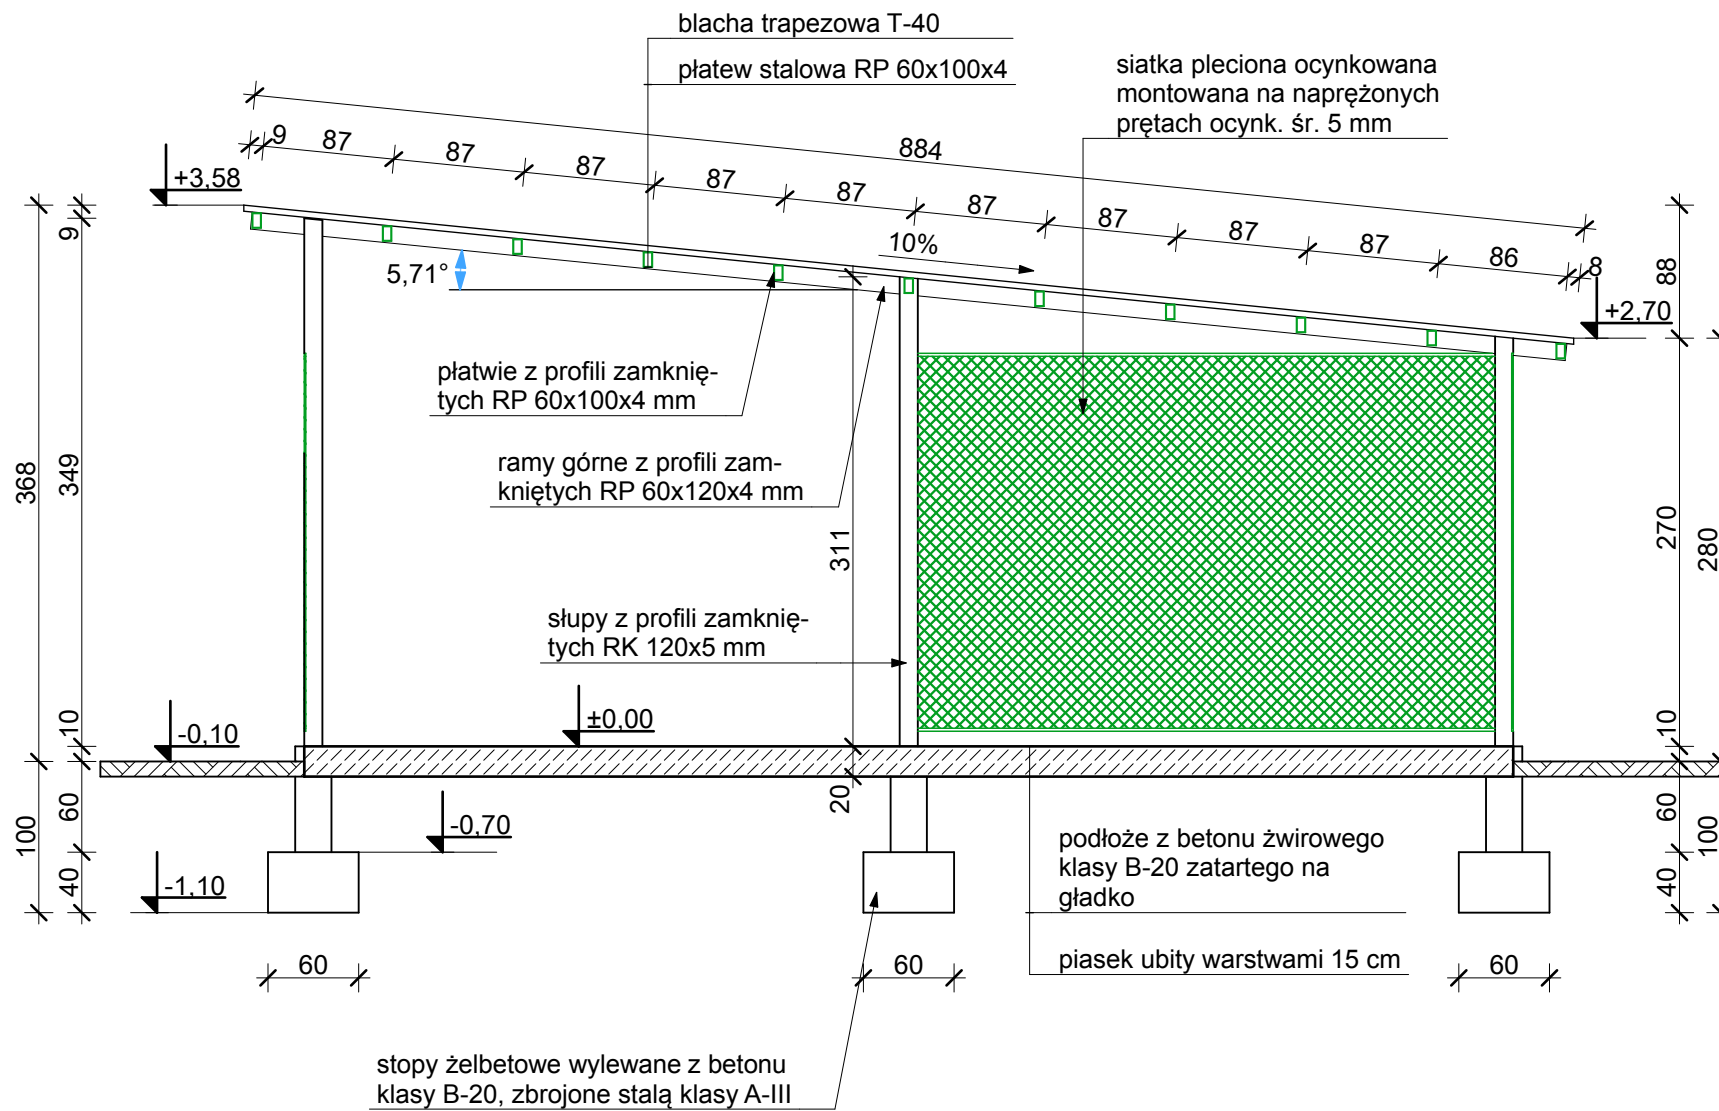 blacha trapezowa T-40
płatew stalowa RP 60x100x4
siatka pleciona ocynkowana
montowana na naprężonych
prętach ocynk. śr. 5 mm
884
9 87 87 87 87 87 87 87 87 87 86 8
+3,58
10%
5,71°
+2,70
88
9
płatwie z profili zamknię-
tych RP 60x100x4 mm
ramy górne z profili zam-
kniętych RP 60x120x4 mm
368
349
311
270
280
słupy z profili zamknię-
tych RK 120x5 mm
±0,00
-0,10
10
10
20
-0,70
-1,10
100
60
40
60
40
100
podłoże z betonu żwirowego
klasy B-20 zatartego na
gładko
piasek ubity warstwami 15 cm
60
60
60
stopy żelbetowe wylewane z betonu
klasy B-20, zbrojone stalą klasy A-III